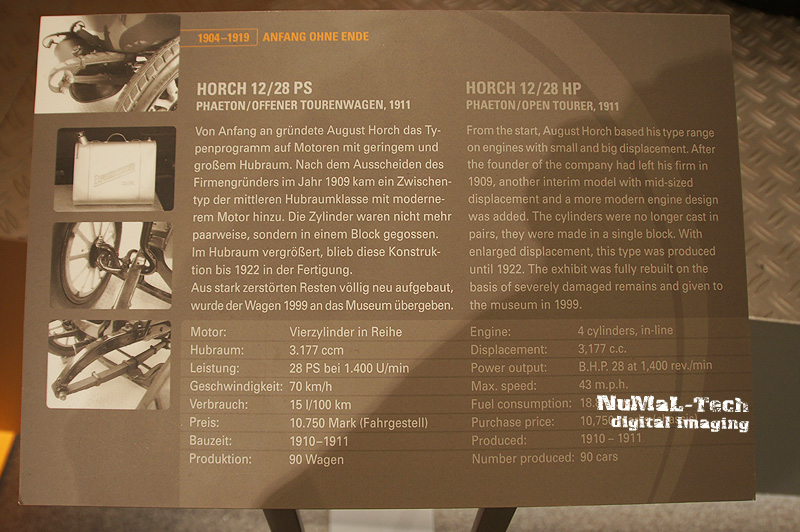 1904–1919 ANFANG OHNE ENDE
HORCH 12/28 PS
PHAETON/OFFENER TOURENWAGEN, 1911
Von Anfang an gründete August Horch das Ty-
penprogramm auf Motoren mit geringem und
großem Hubraum. Nach dem Ausscheiden des
Firmengründers im Jahr 1909 kam ein Zwischen-
typ der mittleren Hubraumklasse mit moderne-
rem Motor hinzu. Die Zylinder waren nicht mehr
paarweise, sondern in einem Block gegossen.
Im Hubraum vergrößert, blieb diese Konstruk-
tion bis 1922 in der Fertigung.
Aus stark zerstörten Resten völlig neu aufgebaut,
wurde der Wagen 1999 an das Museum übergeben.
Motor: Vierzylinder in Reihe
Hubraum: 3.177 ccm
Leistung: 28 PS bei 1.400 U/min
Geschwindigkeit: 70 km/h
Verbrauch: 15 l/100 km
Preis: 10.750 Mark (Fahrgestell)
Bauzeit: 1910–1911
Produktion: 90 Wagen
HORCH 12/28 HP
PHAETON/OPEN TOURER, 1911
From the start, August Horch based his type range
on engines with small and big displacement. After
the founder of the company had left his firm in
1909, another interim model with mid-sized
displacement and a more modern engine design
was added. The cylinders were no longer cast in
pairs, they were made in a single block. With
enlarged displacement, this type was produced
until 1922. The exhibit was fully rebuilt on the
basis of severely damaged remains and given to
the museum in 1999.
Engine: 4 cylinders, in-line
Displacement: 3,177 c.c.
Power output: B.H.P. 28 at 1,400 rev./min
Max. speed: 43 m.p.h.
Fuel consumption:
Purchase price: 10,750
Produced: 1910 – 1911
Number produced: 90 cars
NuMaL-Tech
digital imaging